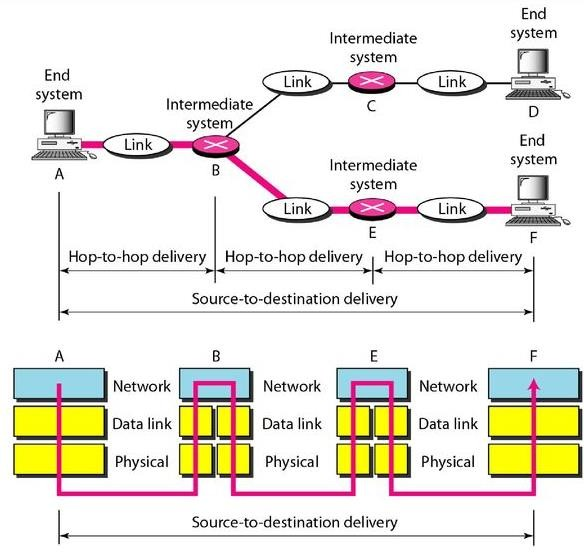 End
system
Intermediate
system
Link
Link
C
D
End
system
Intermediate
system
Link
A
B
End
system
Intermediate
system
Link
Link
E
F
Hop-to-hop delivery
Hop-to-hop delivery
Hop-to-hop delivery
Source-to-destination delivery
A
B
E
F
Network
Network
Network
Data link
Data link
Data link
Physical
Physical
Physical
Source-to-destination delivery